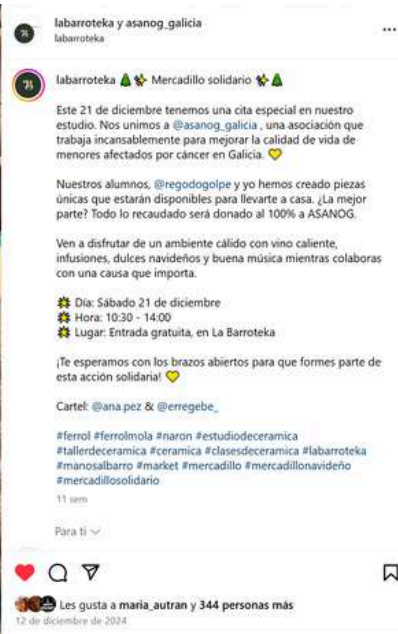 labarroteka y asanog_galicia
labarroteka
labarroteka 🎄✨ Mercadillo solidario ✨🎄
Este 21 de diciembre tenemos una cita especial en nuestro
estudio. Nos unimos a @asanog_galicia , una asociación que
trabaja incansablemente para mejorar la calidad de vida de
menores afectados por cáncer en Galicia. 💛
Nuestros alumnos, @regodogolpe y yo hemos creado piezas
únicas que estarán disponibles para llevarte a casa. ¿La mejor
parte? Todo lo recaudado será donado al 100% a ASANOG.
Ven a disfrutar de un ambiente cálido con vino caliente,
infusiones, dulces navideños y buena música mientras colaboras
con una causa que importa.
🌟 Día: Sábado 21 de diciembre
🌟 Hora: 10:30 - 14:00
🌟 Lugar: Entrada gratuita, en La Barroteka
¡Te esperamos con los brazos abiertos para que formes parte de
esta acción solidaria! 💛
Cartel: @ana.pez & @erregebe_
#ferrol #ferrolmola #naron #estudiodeceramica
#tallerdeceramica #ceramica #clasesdeceramica #labarroteka
#manosalbarro #market #mercadillo #mercadillonavideño
#mercadillosolidario
11 sem
Para ti
Les gusta a maria_autran y 344 personas más
12 de diciembre de 2024